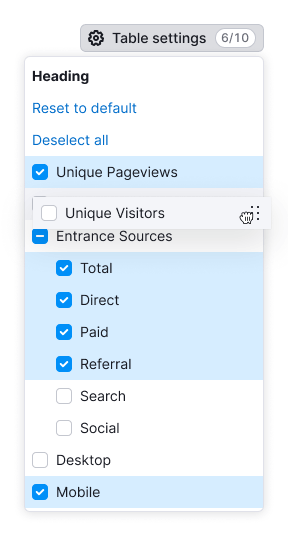 Table settings 6/10
Heading
Reset to default
Deselect all
Unique Pageviews
Unique Visitors
Entrance Sources
Total
Direct
Paid
Referral
Search
Social
Desktop
Mobile